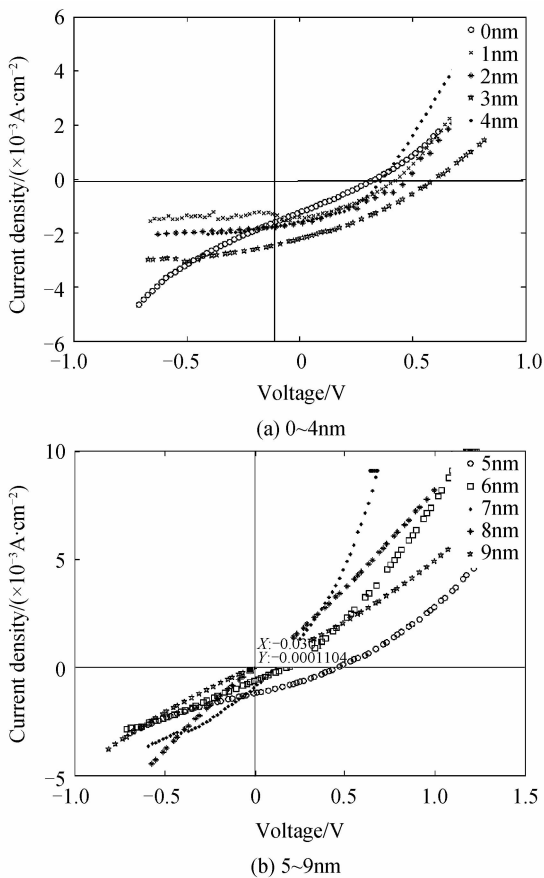 6
4
2
0
−2
−4
−6
Current density/(×10⁻³A·cm⁻²)
0nm
1nm
2nm
3nm
4nm
−1.0
−0.5
0
0.5
1.0
Voltage/V
(a) 0~4nm
10
5
0
−5
Current density/(×10⁻³A·cm⁻²)
5nm
6nm
7nm
8nm
9nm
Y:−0.0001104
−1.0
−0.5
0
0.5
1.0
1.5
Voltage/V
(b) 5~9nm